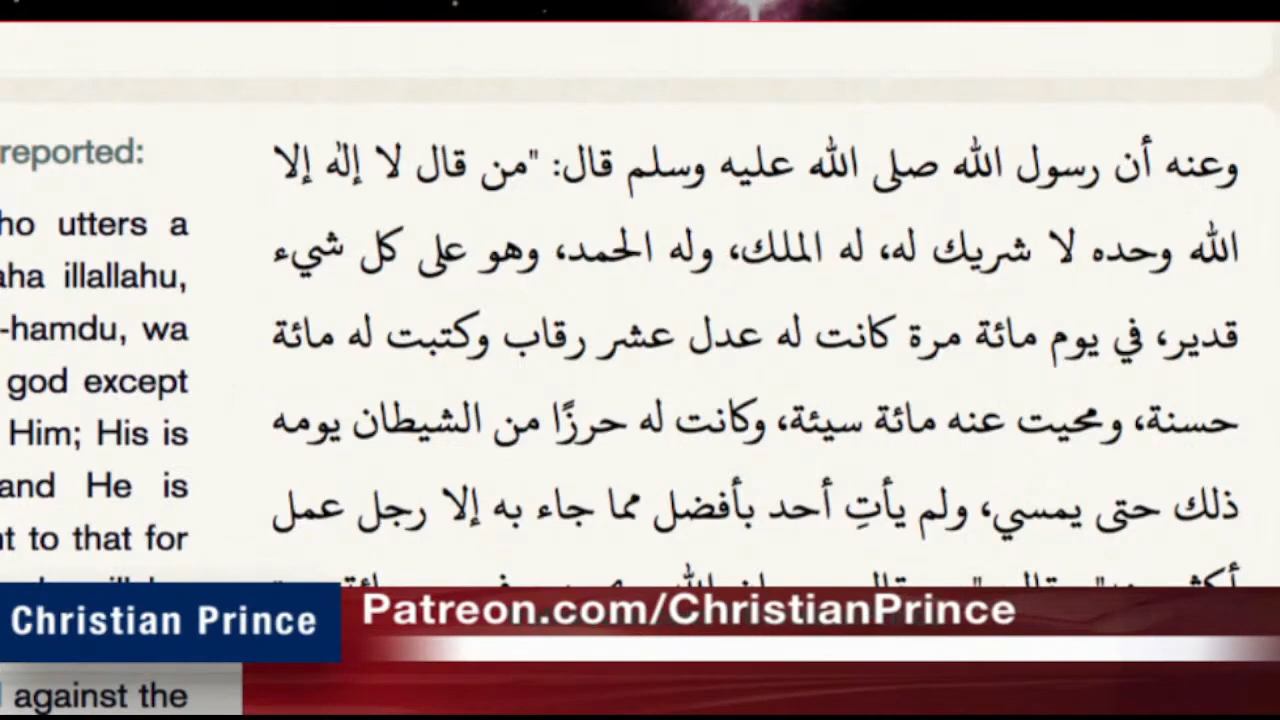 reported:
ho utters a
aha illallahu,
-hamdu, wa
god except
Him; His is
and He is
nt to that for
وعنه أن رسول الله صلى الله عليه وسلم قال: "من قال لا إله إلا
الله وحده لا شريك له، له الملك، وله الحمد، وهو على كل شيء
قدير، في يوم مائة مرة كانت له عدل عشر رقاب وكتبت له مائة
حسنة، ومحيت عنه مائة سيئة، وكانت له حرزًا من الشيطان يومه
ذلك حتى يمسي، ولم يأتِ أحد بأفضل مما جاء به إلا رجل عمل
Christian Prince
Patreon.com/ChristianPrince
against the